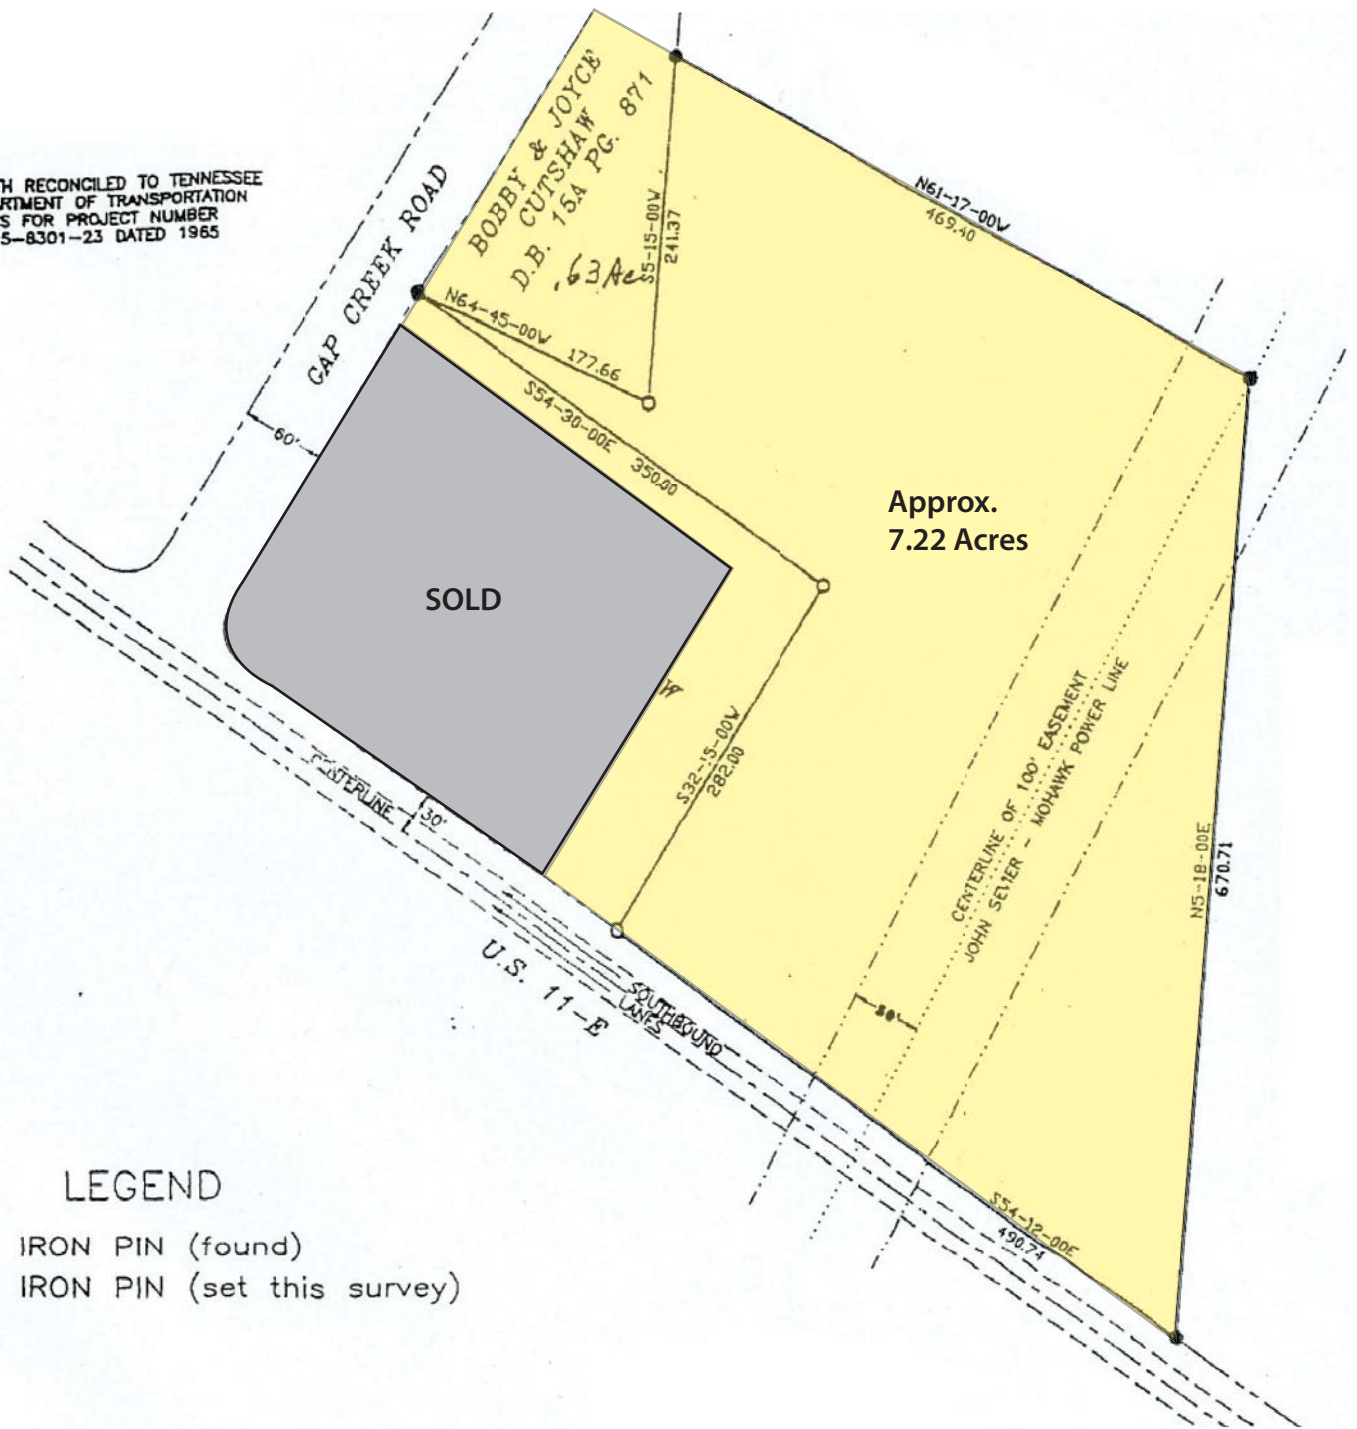 H RECONCILED TO TENNESSEE
ARTMENT OF TRANSPORTATION
S FOR PROJECT NUMBER
5-8301-23 DATED 1965
GAP CREEK ROAD
BOBBY & JOYCE
CUTSHAW
D.B. 15A PG. 871
.63 Ac
S5-15-00W
241.37
N61-17-00W
469.40
N64-45-00W 177.66
S54-30-00E 350.00
60'
Approx.
7.22 Acres
SOLD
W
S32-15-00W
282.00
CENTERLINE OF 100' EASEMENT
JOHN SEVIER - MOHAWK POWER LINE
N5-18-00E
670.71
CENTERLINE
30'
U.S. 11-E
SOUTHBOUND
LANES
50'
S54-12-00E
490.74
LEGEND
IRON PIN (found)
IRON PIN (set this survey)